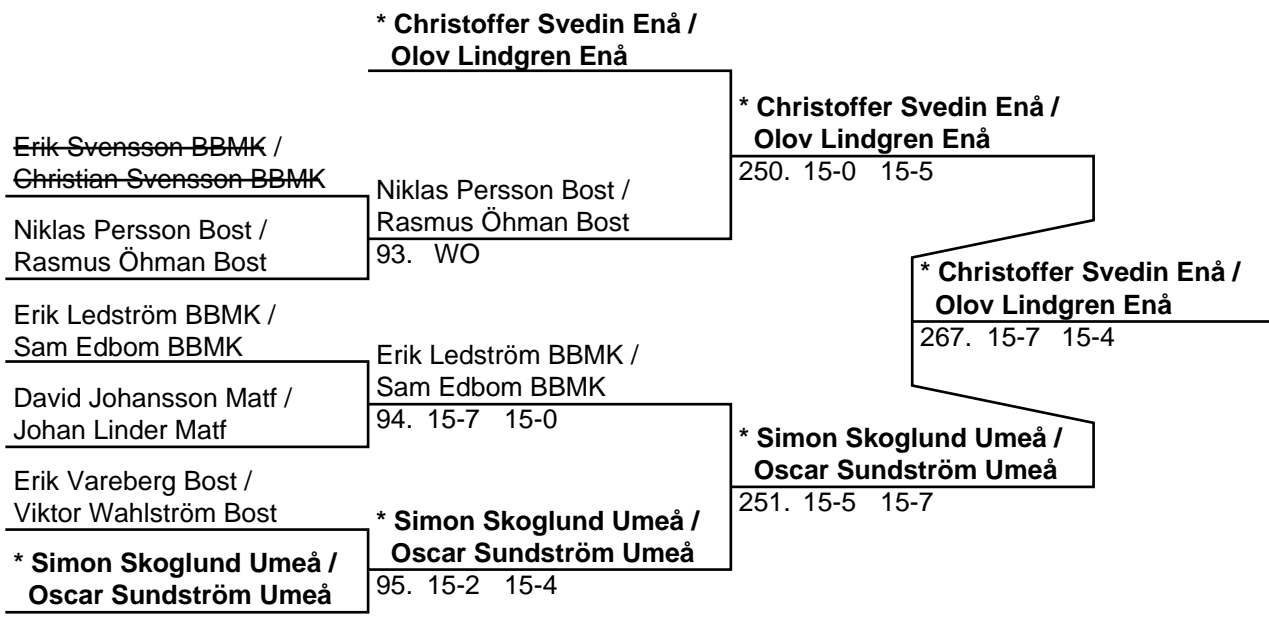 * Christoffer Svedin Enå /
Olov Lindgren Enå
Erik Svensson BBMK /
Christian Svensson BBMK
Niklas Persson Bost /
Rasmus Öhman Bost
Erik Ledström BBMK /
Sam Edbom BBMK
David Johansson Matf /
Johan Linder Matf
Erik Vareberg Bost /
Viktor Wahlström Bost
* Simon Skoglund Umeå /
Oscar Sundström Umeå
Niklas Persson Bost /
Rasmus Öhman Bost
93. WO
Erik Ledström BBMK /
Sam Edbom BBMK
94. 15-7 15-0
* Simon Skoglund Umeå /
Oscar Sundström Umeå
95. 15-2 15-4
* Christoffer Svedin Enå /
Olov Lindgren Enå
250. 15-0 15-5
* Simon Skoglund Umeå /
Oscar Sundström Umeå
251. 15-5 15-7
* Christoffer Svedin Enå /
Olov Lindgren Enå
267. 15-7 15-4